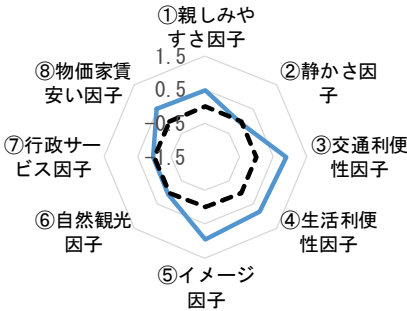 ①親しみや
すさ因子
1.5
②静かさ因
子
0.5
⑧物価家賃
安い因子
-0.5
③交通利便
性因子
-1.5
⑦行政サー
ビス因子
④生活利便
性因子
⑥自然観光
因子
⑤イメージ
因子